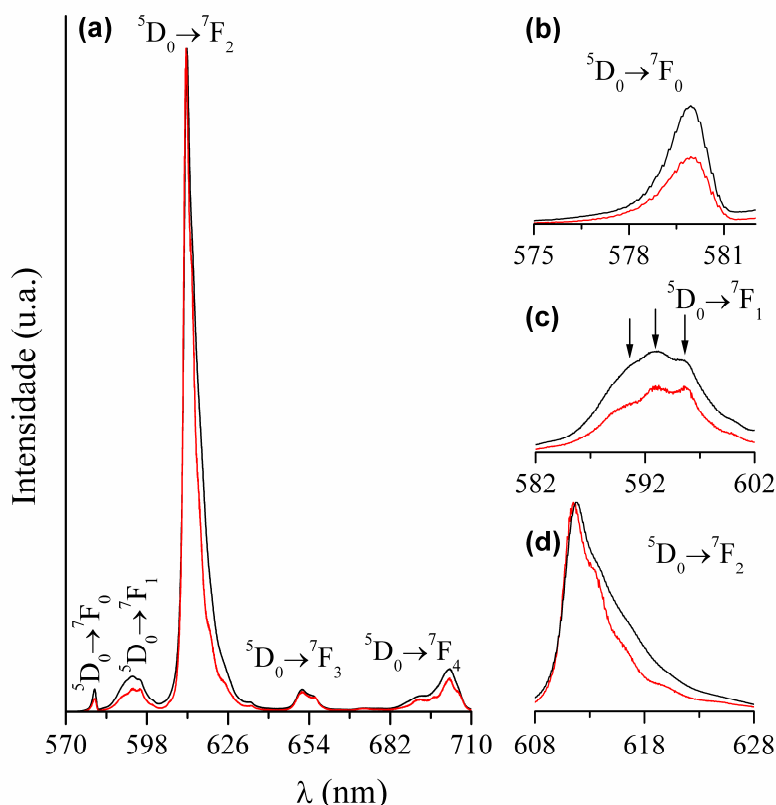 (a)
⁵D₀→⁷F₂
⁵D₀→⁷F₀
⁵D₀→⁷F₁
⁵D₀→⁷F₃
⁵D₀→⁷F₄
Intensidade (u.a.)
570 598 626 654 682 710
λ (nm)
(b)
⁵D₀→⁷F₀
575 578 581
(c)
⁵D₀→⁷F₁
582 592 602
(d)
⁵D₀→⁷F₂
608 618 628